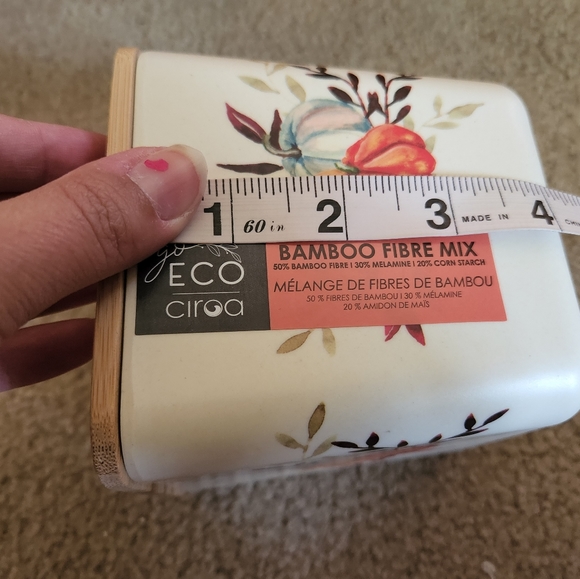 1 60 in 2 3 MADE IN 4
go
ECO
ciroa
BAMBOO FIBRE MIX
50% BAMBOO FIBRE | 30% MELAMINE | 20% CORN STARCH
MÉLANGE DE FIBRES DE BAMBOU
50 % FIBRES DE BAMBOU | 30 % MÉLAMINE
20 % AMIDON DE MAÏS